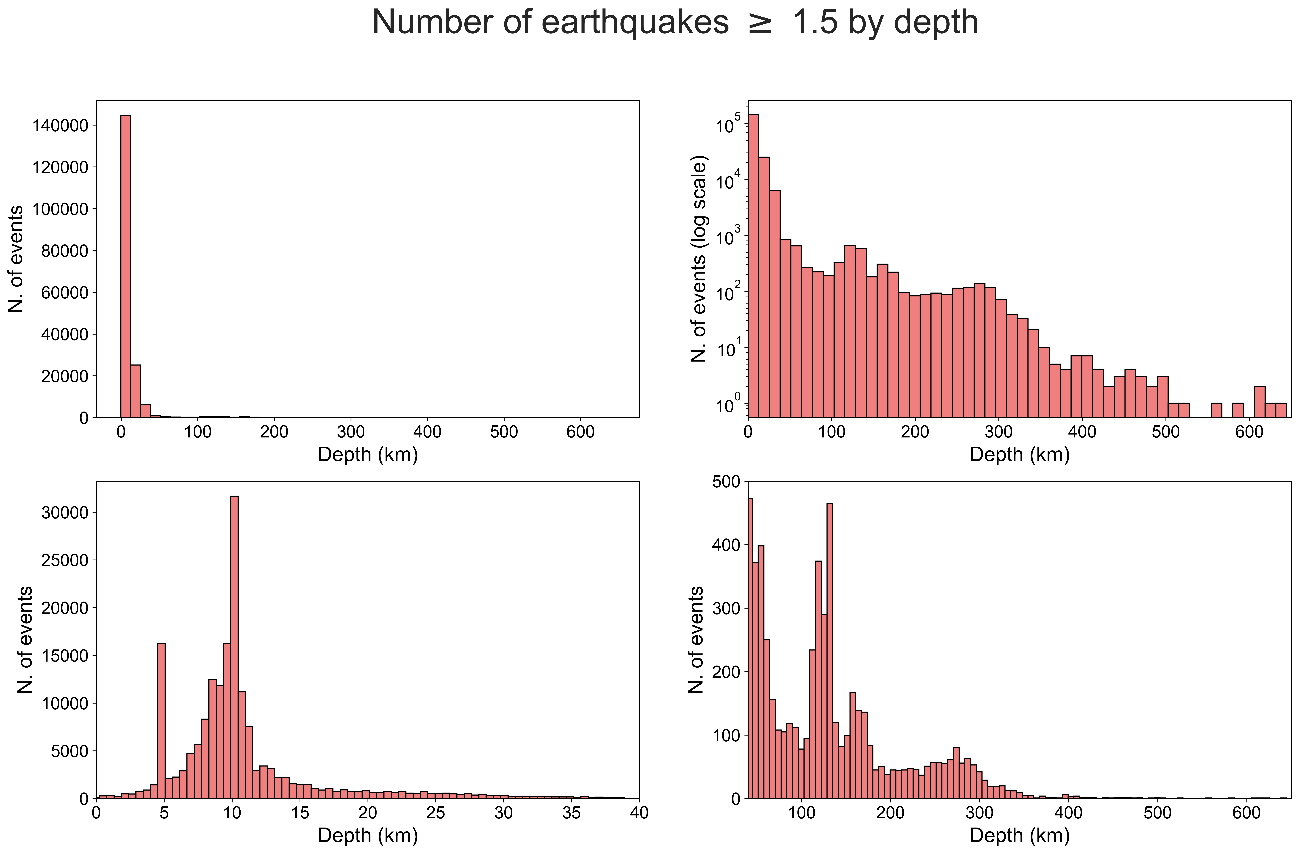 Number of earthquakes ≥ 1.5 by depth
N. of events
140000
120000
100000
80000
60000
40000
20000
0
0 100 200 300 400 500 600
Depth (km)
N. of events (log scale)
10^5
10^4
10^3
10^2
10^1
10^0
0 100 200 300 400 500 600
Depth (km)
N. of events
30000
25000
20000
15000
10000
5000
0
0 5 10 15 20 25 30 35 40
Depth (km)
N. of events
500
400
300
200
100
0
100 200 300 400 500 600
Depth (km)